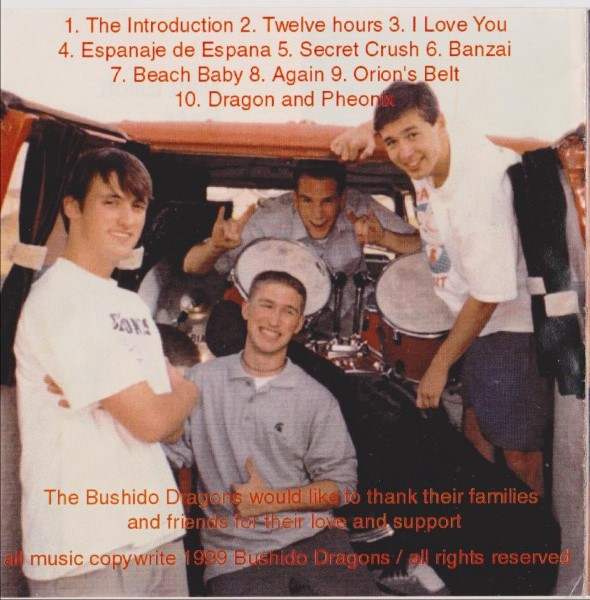 1. The Introduction 2. Twelve hours 3. I Love You
4. Espanaje de Espana 5. Secret Crush 6. Banzai
7. Beach Baby 8. Again 9. Orion's Belt
10. Dragon and Pheonix
The Bushido Dragons would like to thank their families
and friends for their love and support
all music copywrite 1999 Bushido Dragons / all rights reserved